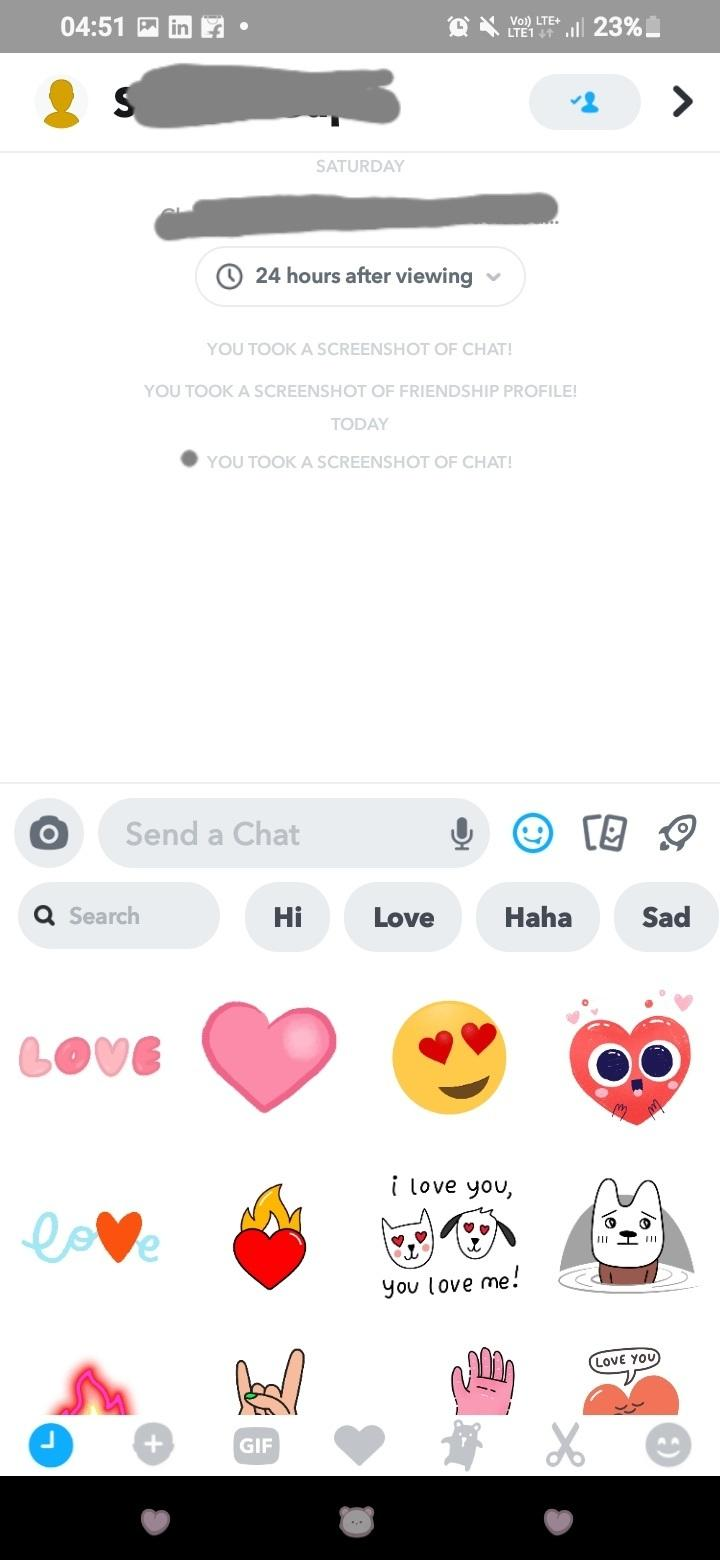 04:51
Vo)) LTE+
LTE1
23%
S
SATURDAY
24 hours after viewing
YOU TOOK A SCREENSHOT OF CHAT!
YOU TOOK A SCREENSHOT OF FRIENDSHIP PROFILE!
TODAY
YOU TOOK A SCREENSHOT OF CHAT!
Send a Chat
Search
Hi
Love
Haha
Sad
LOVE
love
i love you,
you love me!
LOVE YOU
GIF